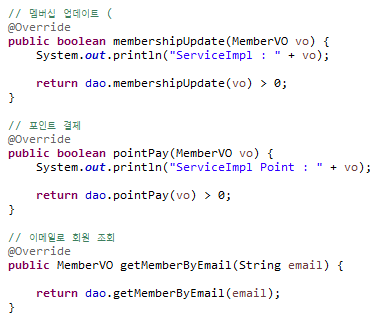 // 멤버십 업데이트 (
@Override
public boolean membershipUpdate(MemberVO vo) {
    System.out.println("ServiceImpl : " + vo);

    return dao.membershipUpdate(vo) > 0;
}

// 포인트 결제
@Override
public boolean pointPay(MemberVO vo) {
    System.out.println("ServiceImpl Point : " + vo);

    return dao.pointPay(vo) > 0;
}

// 이메일로 회원 조회
@Override
public MemberVO getMemberByEmail(String email) {

    return dao.getMemberByEmail(email);
}